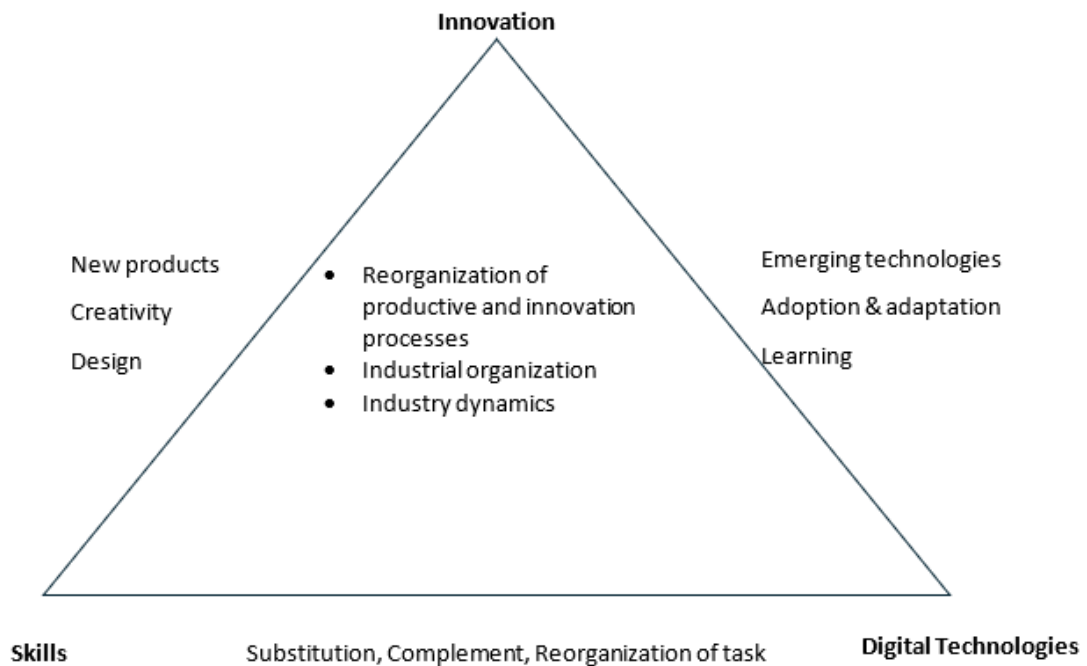 Innovation
New products
Creativity
Design
• Reorganization of
productive and innovation
processes
• Industrial organization
• Industry dynamics
Emerging technologies
Adoption & adaptation
Learning
Skills
Substitution, Complement, Reorganization of task
Digital Technologies